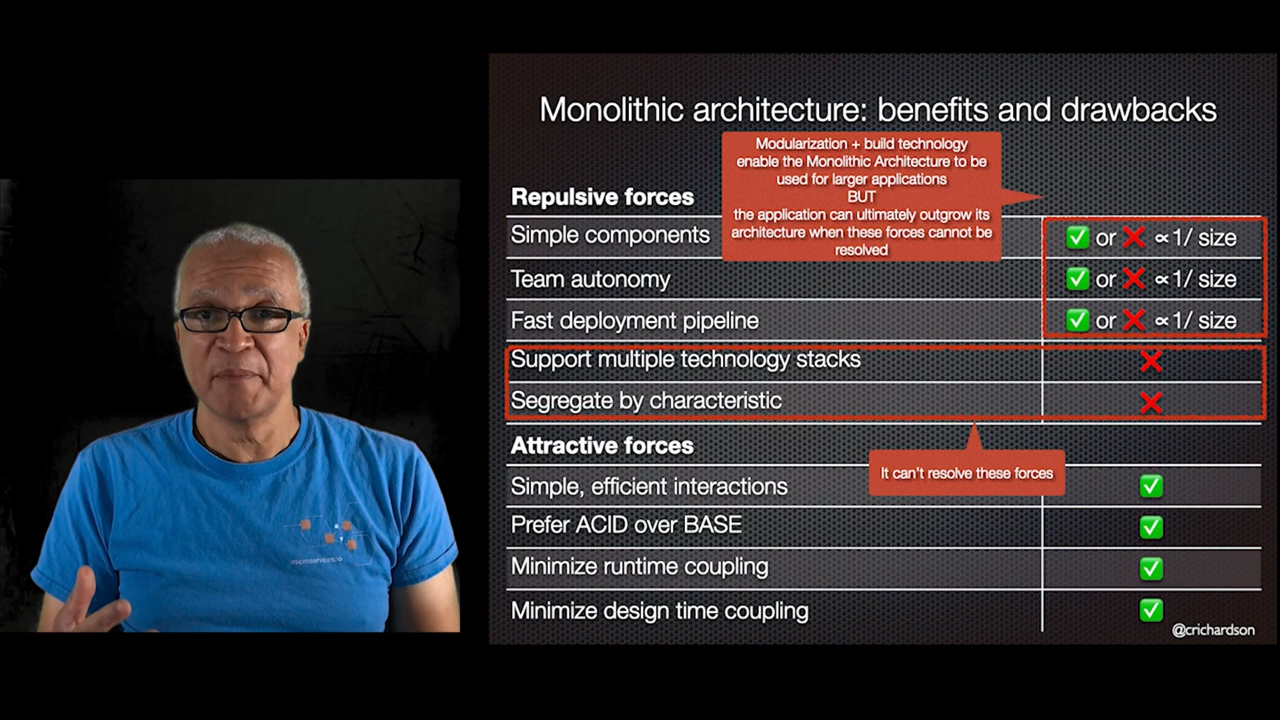 Monolithic architecture: benefits and drawbacks
Modularization + build technology
enable the Monolithic Architecture to be
used for larger applications
BUT
the application can ultimately outgrow its
architecture when these forces cannot be
resolved
Repulsive forces
Simple components ✅ or ❌ ∝ 1/ size
Team autonomy ✅ or ❌ ∝ 1/ size
Fast deployment pipeline ✅ or ❌ ∝ 1/ size
Support multiple technology stacks ❌
Segregate by characteristic ❌
Attractive forces
It can't resolve these forces
Simple, efficient interactions ✅
Prefer ACID over BASE ✅
Minimize runtime coupling ✅
Minimize design time coupling ✅
@crichardson
microservices.io